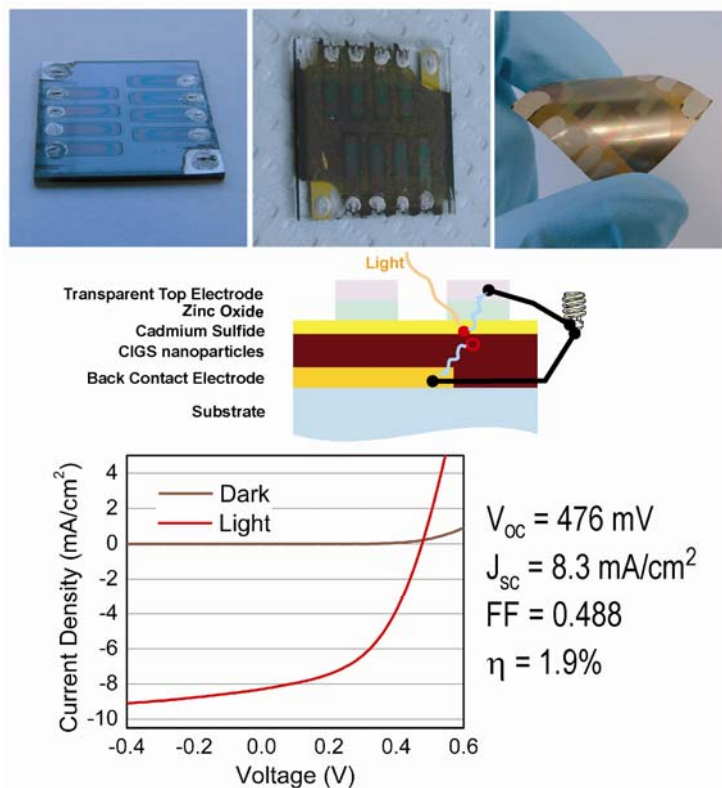 Light
Transparent Top Electrode
Zinc Oxide
Cadmium Sulfide
CIGS nanoparticles
Back Contact Electrode
Substrate
Current Density (mA/cm²)
4
2
0
-2
-4
-6
-8
-10
Dark
Light
-0.4
-0.2
0.0
0.2
0.4
0.6
Voltage (V)
V_OC = 476 mV
J_SC = 8.3 mA/cm²
FF = 0.488
η = 1.9%